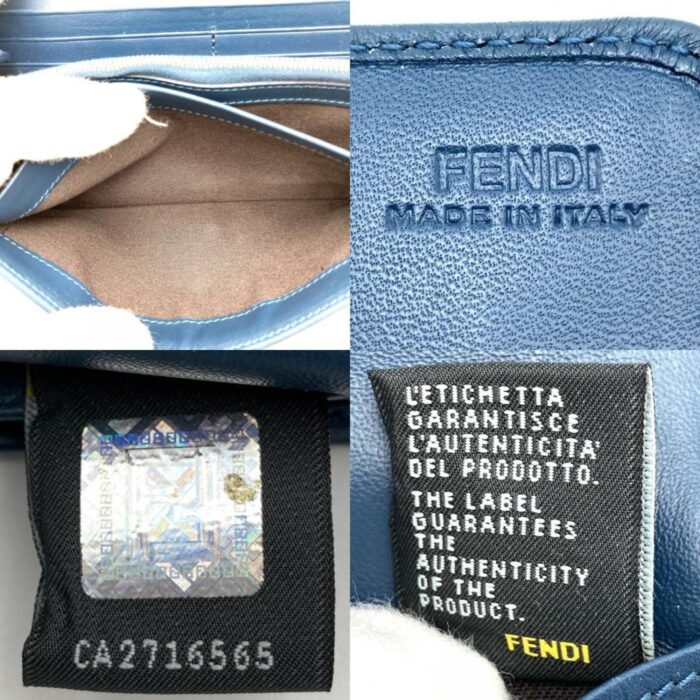 FENDI
MADE IN ITALY
CA2716565
L'ETICHETTA
GARANTISCE
L'AUTENTICITA'
DEL PRODOTTO.
THE LABEL
GUARANTEES
THE
AUTHENTICITY
OF THE
PRODUCT.
FENDI